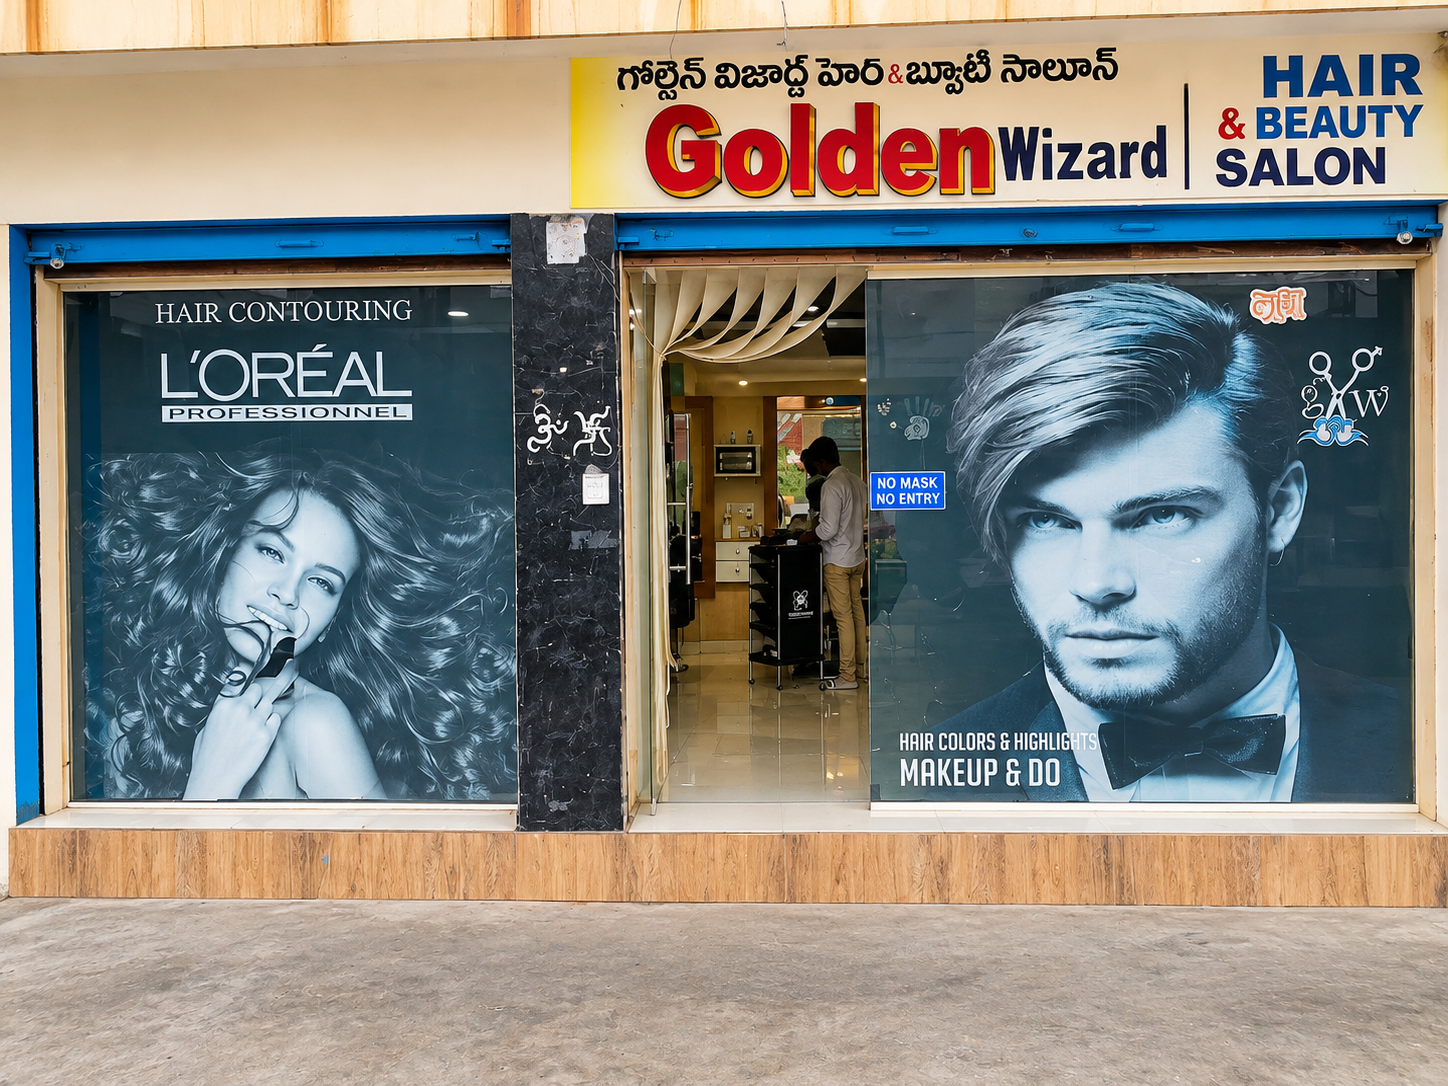 గోల్డెన్ విజార్డ్ హెర్ & బ్యూటీ సాలూన్
Golden Wizard
HAIR
& BEAUTY
SALON
HAIR CONTOURING
L'ORÉAL
PROFESSIONNEL
NO MASK
NO ENTRY
g W
HAIR COLORS & HIGHLIGHTS
MAKEUP & DO